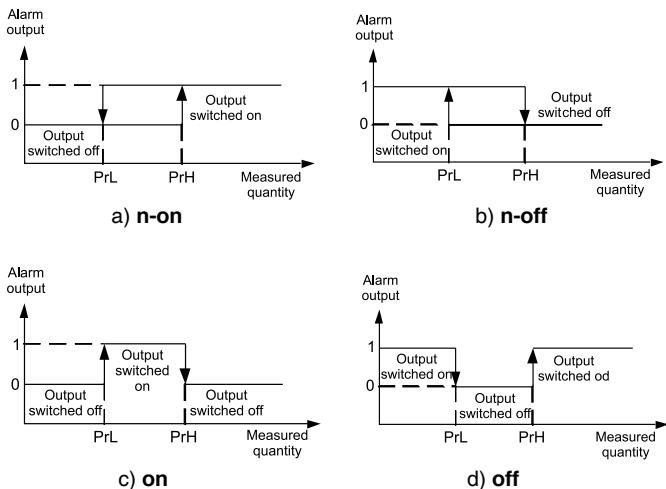 Alarm
output
1
Output
switched on
0
Output
switched off
PrL
PrH
Measured
quantity
a) n-on
Alarm
output
1
Output
switched off
0
Output
switched on
PrL
PrH
Measured
quantity
b) n-off
Alarm
output
1
Output
switched
on
0
Output
switched off
Output
switched off
PrL
PrH
Measured
quantity
c) on
Alarm
output
1
Output
switched on
Output
switched od
0
Output
switched off
PrL
PrH
Measured
quantity
d) off